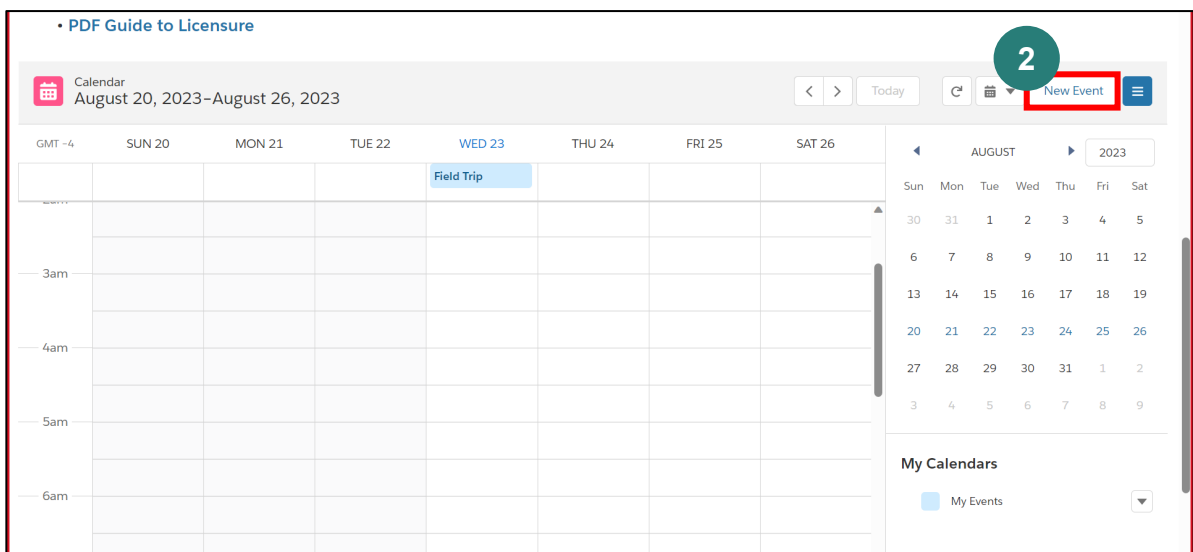 • PDF Guide to Licensure
2
Calendar
August 20, 2023–August 26, 2023
Today
New Event
GMT -4 SUN 20 MON 21 TUE 22 WED 23 THU 24 FRI 25 SAT 26
Field Trip
3am
4am
5am
6am
AUGUST 2023
Sun Mon Tue Wed Thu Fri Sat
30 31 1 2 3 4 5
6 7 8 9 10 11 12
13 14 15 16 17 18 19
20 21 22 23 24 25 26
27 28 29 30 31 1 2
3 4 5 6 7 8 9
My Calendars
My Events